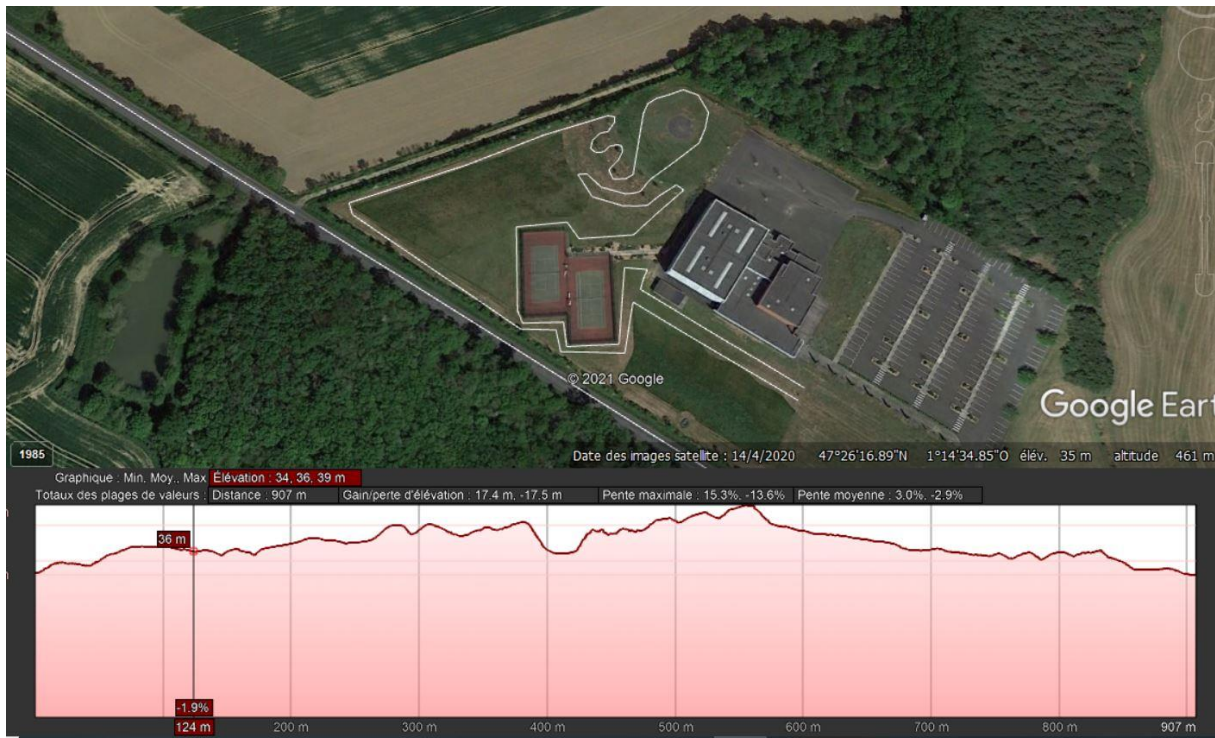 © 2021 Google
Google Eart
1985
Date des images satellite : 14/4/2020 47°26'16.89"N 1°14'34.85"O élév. 35 m altitude 461 m
Graphique : Min, Moy., Max Élévation : 34, 36, 39 m
Totaux des plages de valeurs : Distance : 907 m Gain/perte d'élévation : 17.4 m, -17.5 m Pente maximale : 15.3%, -13.6% Pente moyenne : 3.0%, -2.9%
36 m
-1.9%
124 m 200 m 300 m 400 m 500 m 600 m 700 m 800 m 907 m